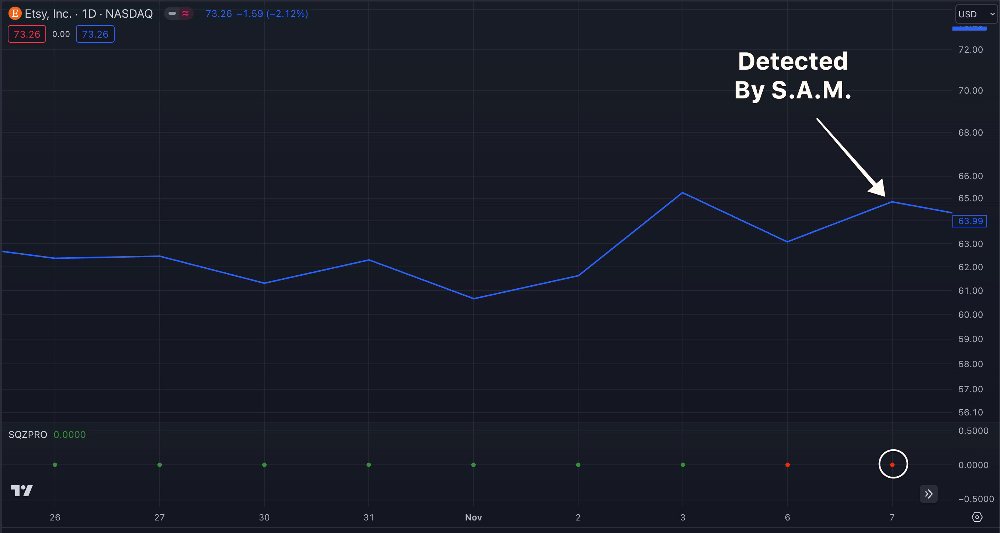 E Etsy, Inc. · 1D · NASDAQ 73.26 −1.59 (−2.12%)
73.26 0.00 73.26
USD
Detected
By S.A.M.
72.00
70.00
68.00
66.00
65.00
63.99
63.00
62.00
61.00
60.00
59.00
58.00
57.00
56.10
SQZPRO 0.0000
0.5000
0.0000
−0.5000
26 27 30 31 Nov 2 3 6 7